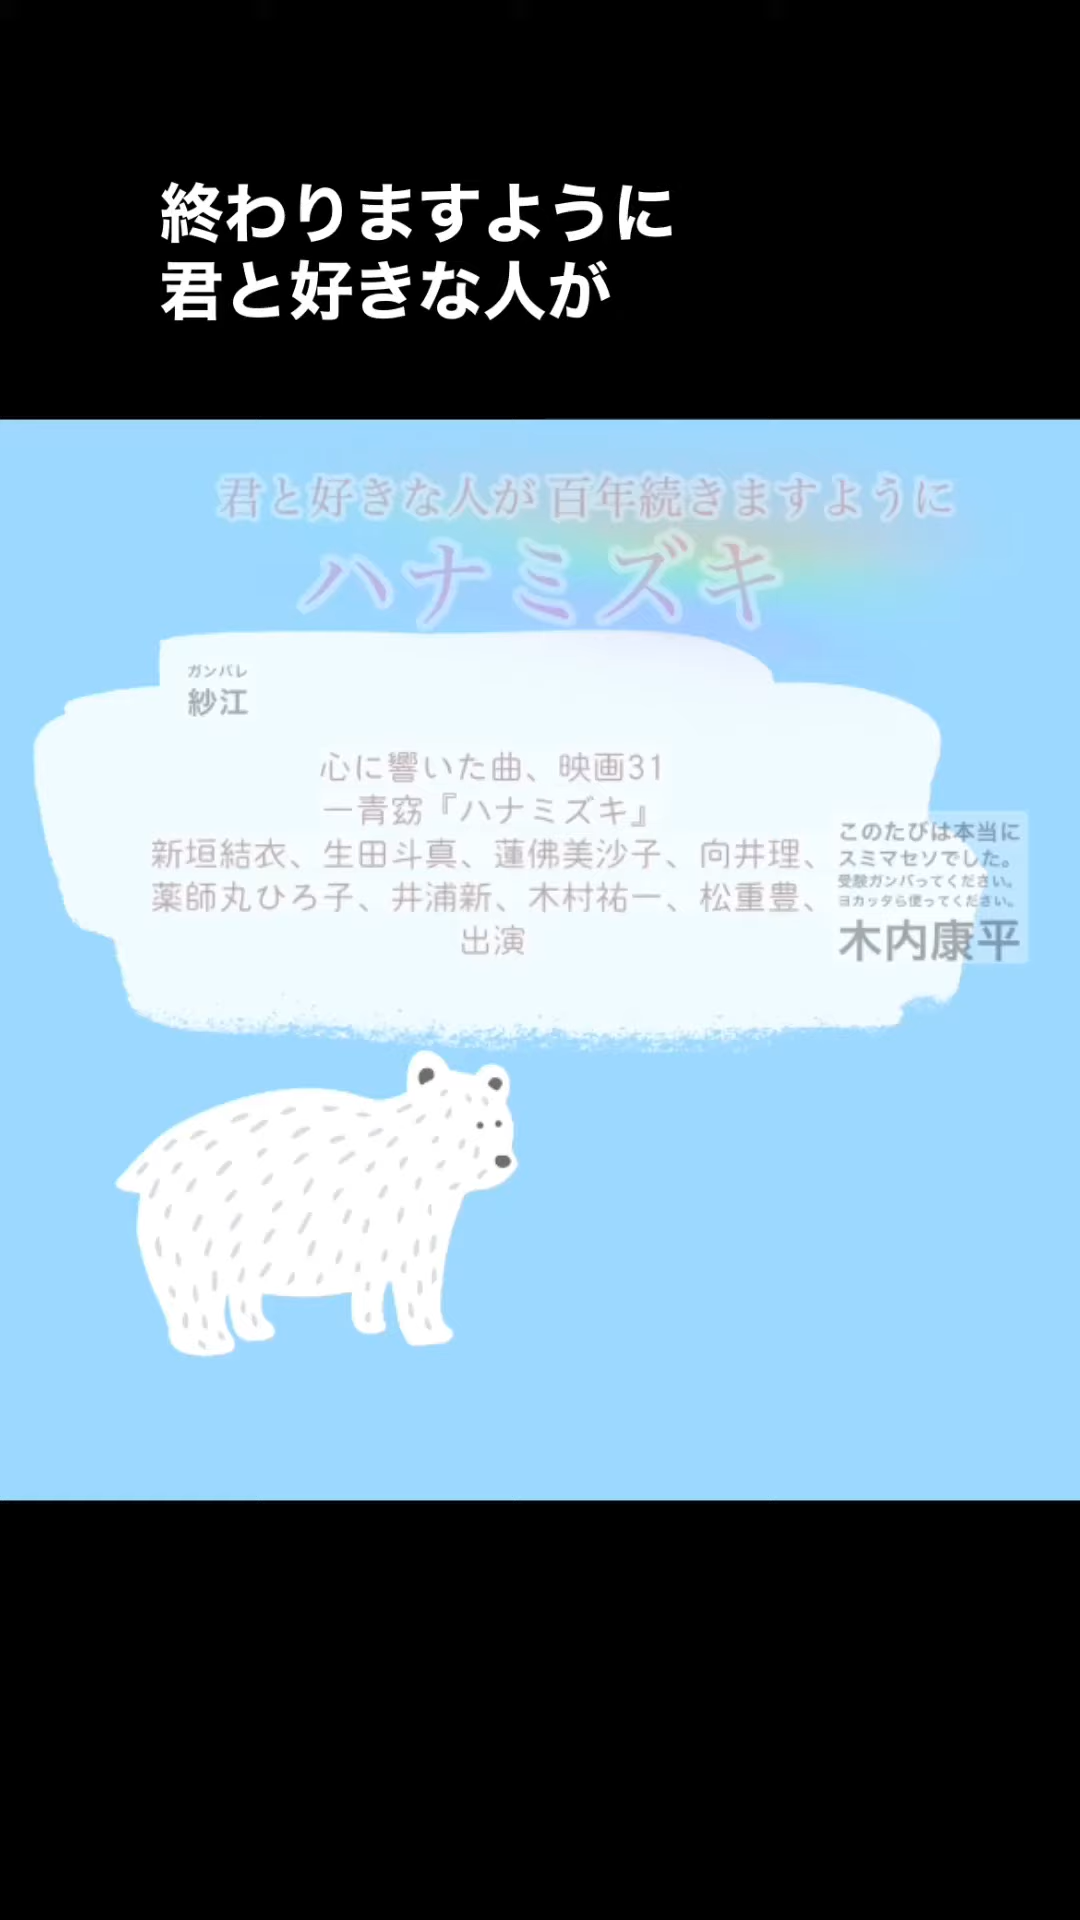 終わりますように
君と好きな人が
君と好きな人が 百年続きますように
ハナミズキ
ガンバレ
紗江
心に響いた曲、映画31
一青窈『ハナミズキ』
新垣結衣、生田斗真、蓮佛美沙子、向井理、
薬師丸ひろ子、井浦新、木村祐一、松重豊、
出演
このたびは本当に
スミマセソでした。
受験ガンバってください。
ヨカッタら使ってください。
木内康平